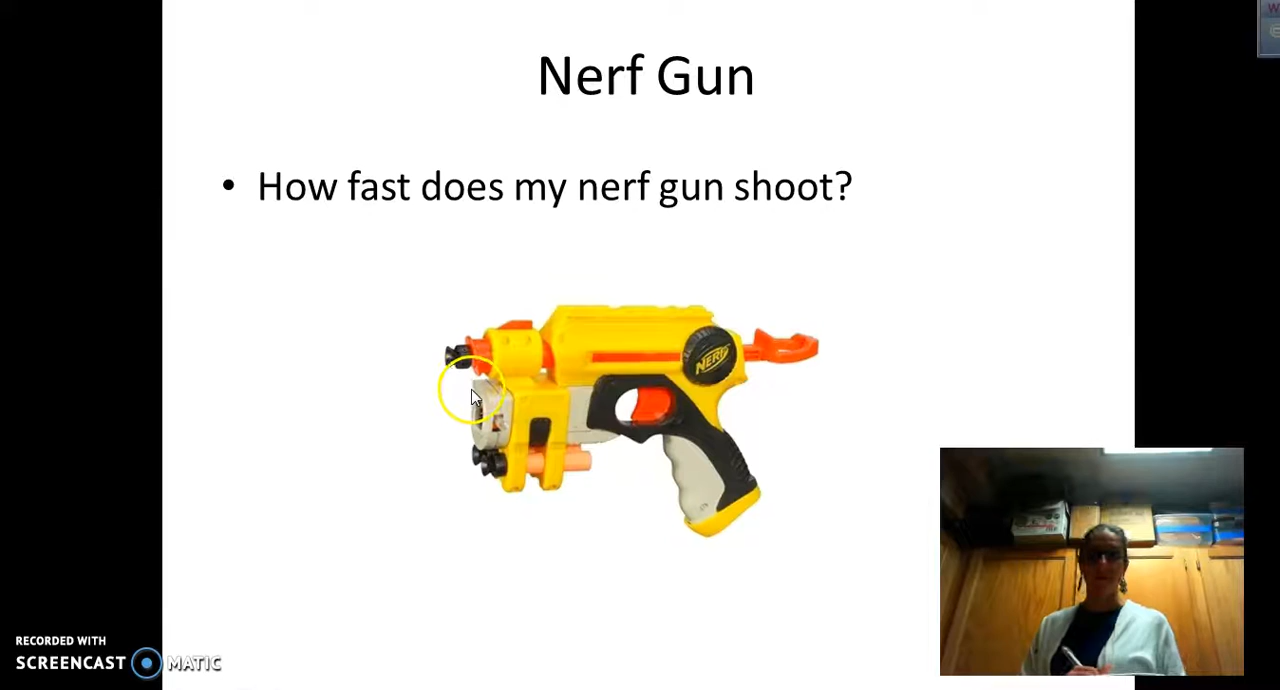 Nerf Gun
• How fast does my nerf gun shoot?
NERF
RECORDED WITH
SCREENCAST MATIC
W